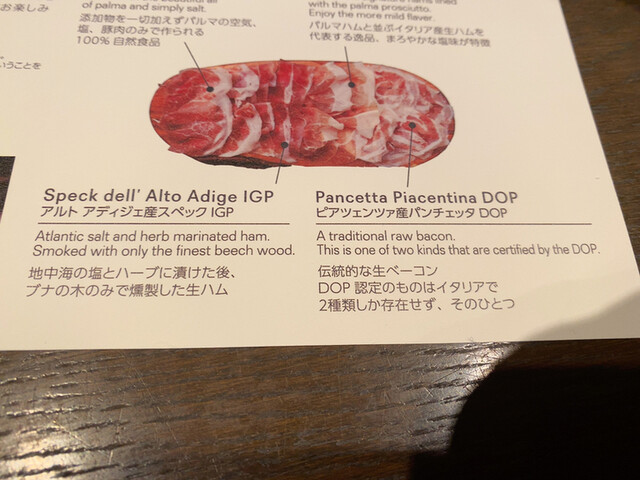 お楽しみ
of palma and simply salt.
添加物を一切加えずパルマの空気、
塩、豚肉のみで作られる
100%自然食品
with the palma prosciutto.
Enjoy the more mild flavor.
パルマハムと並ぶイタリア産生ハムを
代表する逸品、まろやかな塩味が特徴
いうことを
Speck dell' Alto Adige IGP
アルト アディジェ産スペック IGP
Atlantic salt and herb marinated ham.
Smoked with only the finest beech wood.
地中海の塩とハーブに漬けた後、
ブナの木のみで燻製した生ハム
Pancetta Piacentina DOP
ピアツェンツァ産パンチェッタ DOP
A traditional raw bacon.
This is one of two kinds that are certified by the DOP.
伝統的な生ベーコン
DOP 認定のものはイタリアで
2種類しか存在せず、そのひとつ